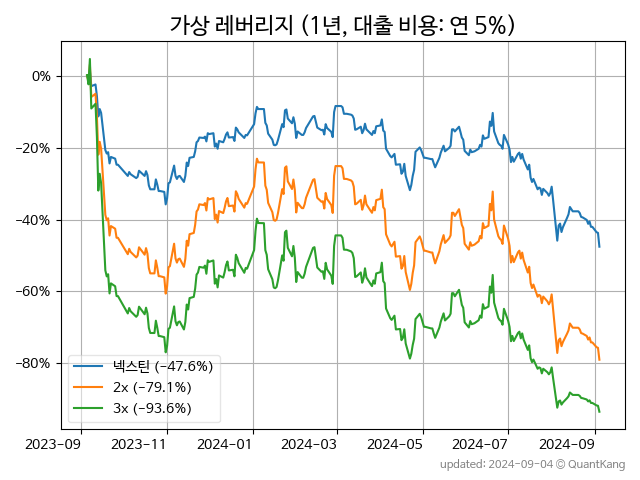 가상 레버리지 (1년, 대출 비용: 연 5%)
0%
−20%
−40%
−60%
−80%
넥스틴 (−47.6%)
2x (−79.1%)
3x (−93.6%)
2023-09 2023-11 2024-01 2024-03 2024-05 2024-07 2024-09
updated: 2024-09-04 © QuantKang